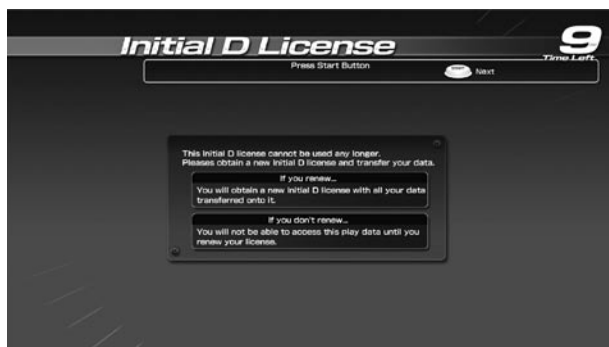 Initial D License
9
Time Left
Press Start Button
Next
This Initial D license cannot be used any longer.
Pleases obtain a new Initial D license and transfer your data.
If you renew...
You will obtain a new Initial D license with all your data
transferred onto it.
If you don't renew...
You will not be able to access this play data until you
renew your license.